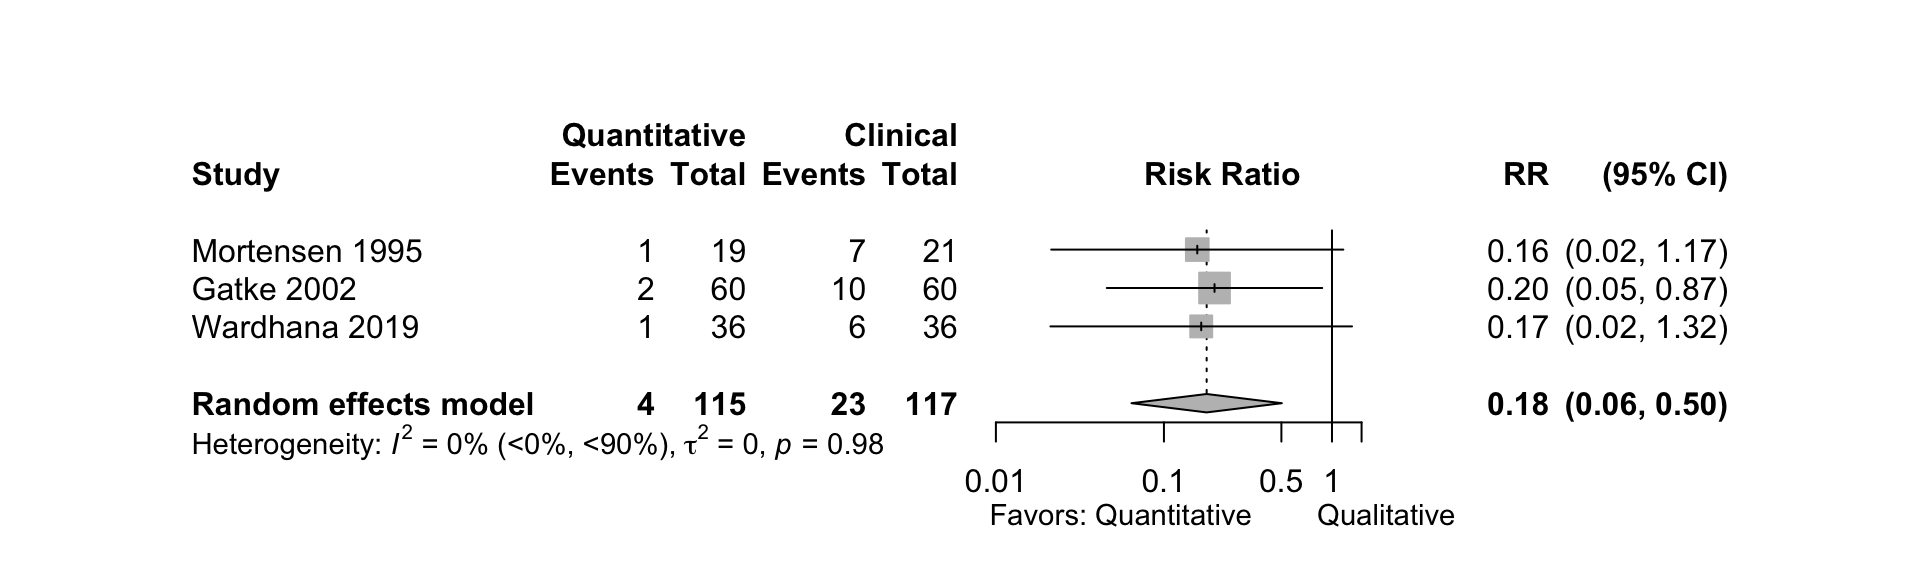 Quantitative Clinical
Study Events Total Events Total Risk Ratio RR (95% CI)
Mortensen 1995 1 19 7 21 0.16 (0.02, 1.17)
Gatke 2002 2 60 10 60 0.20 (0.05, 0.87)
Wardhana 2019 1 36 6 36 0.17 (0.02, 1.32)
Random effects model 4 115 23 117 0.18 (0.06, 0.50)
Heterogeneity: I² = 0% (<0%, <90%), τ² = 0, p = 0.98
0.01 0.1 0.5 1
Favors: Quantitative Qualitative